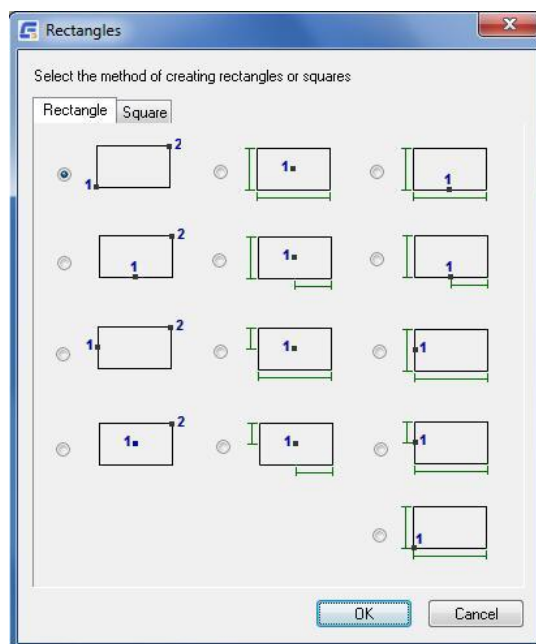 Rectangles
Select the method of creating rectangles or squares
Rectangle Square
2
1 1 1
2
1 1 1
2
1 1 1
2
1 1 1
1
OK Cancel